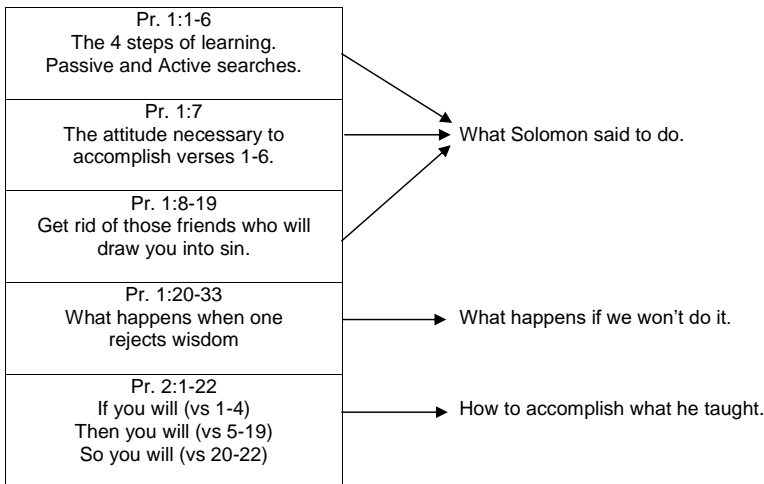 Pr. 1:1-6
The 4 steps of learning.
Passive and Active searches.
Pr. 1:7
The attitude necessary to
accomplish verses 1-6.
What Solomon said to do.
Pr. 1:8-19
Get rid of those friends who will
draw you into sin.
Pr. 1:20-33
What happens when one
rejects wisdom
What happens if we won’t do it.
Pr. 2:1-22
If you will (vs 1-4)
Then you will (vs 5-19)
So you will (vs 20-22)
How to accomplish what he taught.